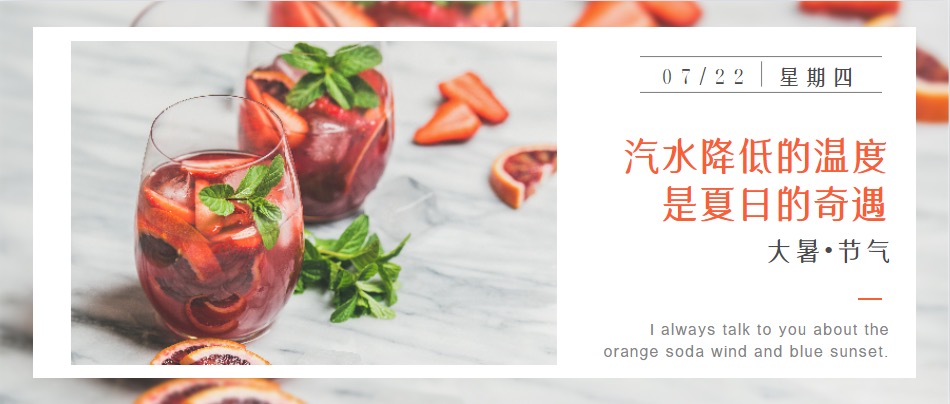 07/22 星期四
汽水降低的温度
是夏日的奇遇
大暑•节气
I always talk to you about the
orange soda wind and blue sunset.